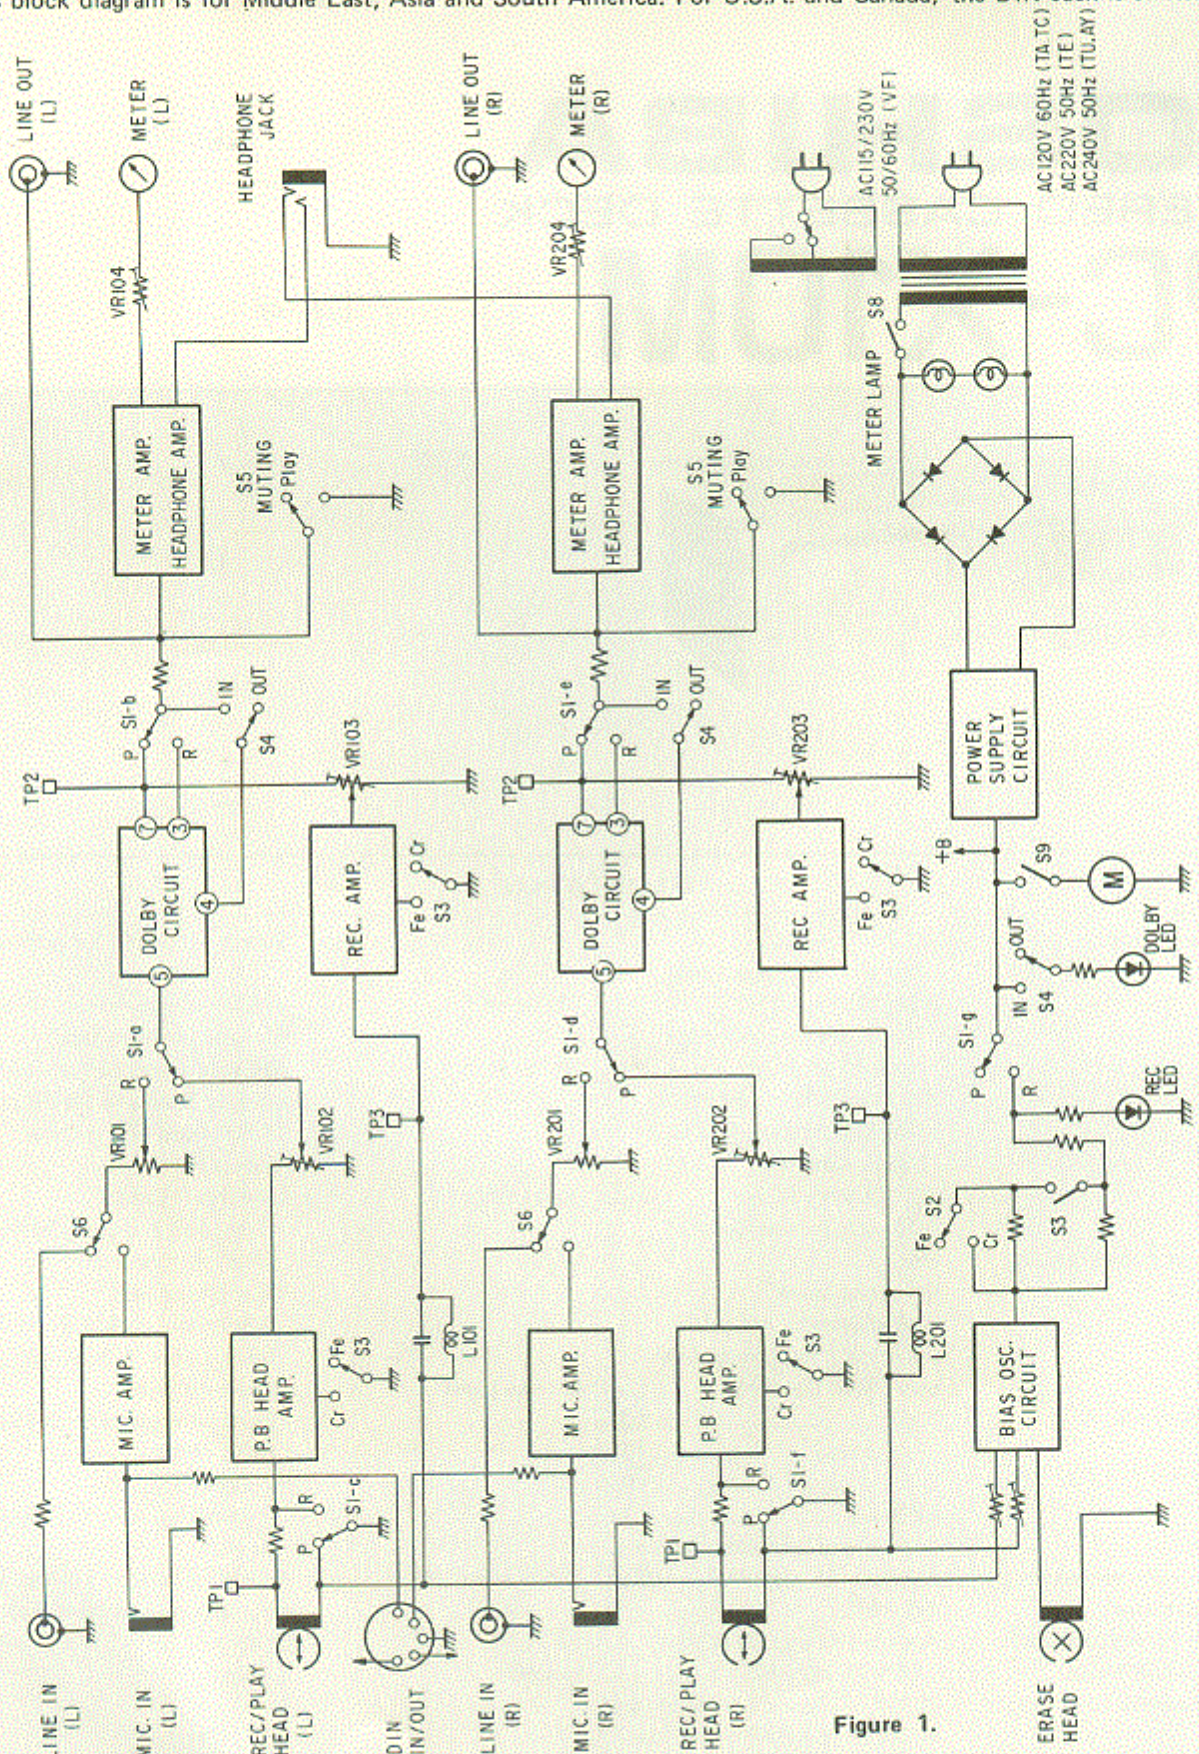 block diagram is for Middle East, Asia and South America. For U.S.A. and Canada, the
LINE OUT
(L)
METER
(L)
HEADPHONE
JACK
LINE OUT
(R)
METER
(R)
AC115/230V
50/60Hz (VF)
AC120V 60Hz (TA.TC)
AC220V 50Hz (TE)
AC240V 50Hz (TU.AY)
VR104
VR204
S8
METER LAMP
METER AMP.
HEADPHONE AMP.
S5
MUTING
Play
METER AMP.
HEADPHONE AMP.
S5
MUTING
Play
S1-b
P
R
IN
OUT
S4
TP2
VR103
S1-e
P
R
IN
OUT
S4
TP2
VR203
POWER
SUPPLY
CIRCUIT
7
3
4
5
DOLBY
CIRCUIT
REC. AMP.
Fe
Cr
S3
7
3
4
5
DOLBY
CIRCUIT
REC AMP.
Fe
Cr
S3
+B
S9
M
OUT
IN
S4
DOLBY
LED
S1-a
R
P
VR101
VR102
TP3
S1-d
R
P
VR201
VR202
TP3
S1-g
P
R
REC
LED
S6
S6
S2
Fe
Cr
S3
MIC. AMP.
P.B HEAD
AMP.
Cr
Fe
S3
L101
MIC. AMP.
P.B HEAD
AMP.
Cr
Fe
S3
L201
BIAS OSC.
CIRCUIT
R
P
S1-c
TP1
R
P
S1-f
TP1
LINE IN
(L)
MIC. IN
(L)
REC/PLAY
HEAD
(L)
DIN
IN/OUT
LINE IN
(R)
MIC. IN
(R)
REC/PLAY
HEAD
(R)
ERASE
HEAD
Figure 1.